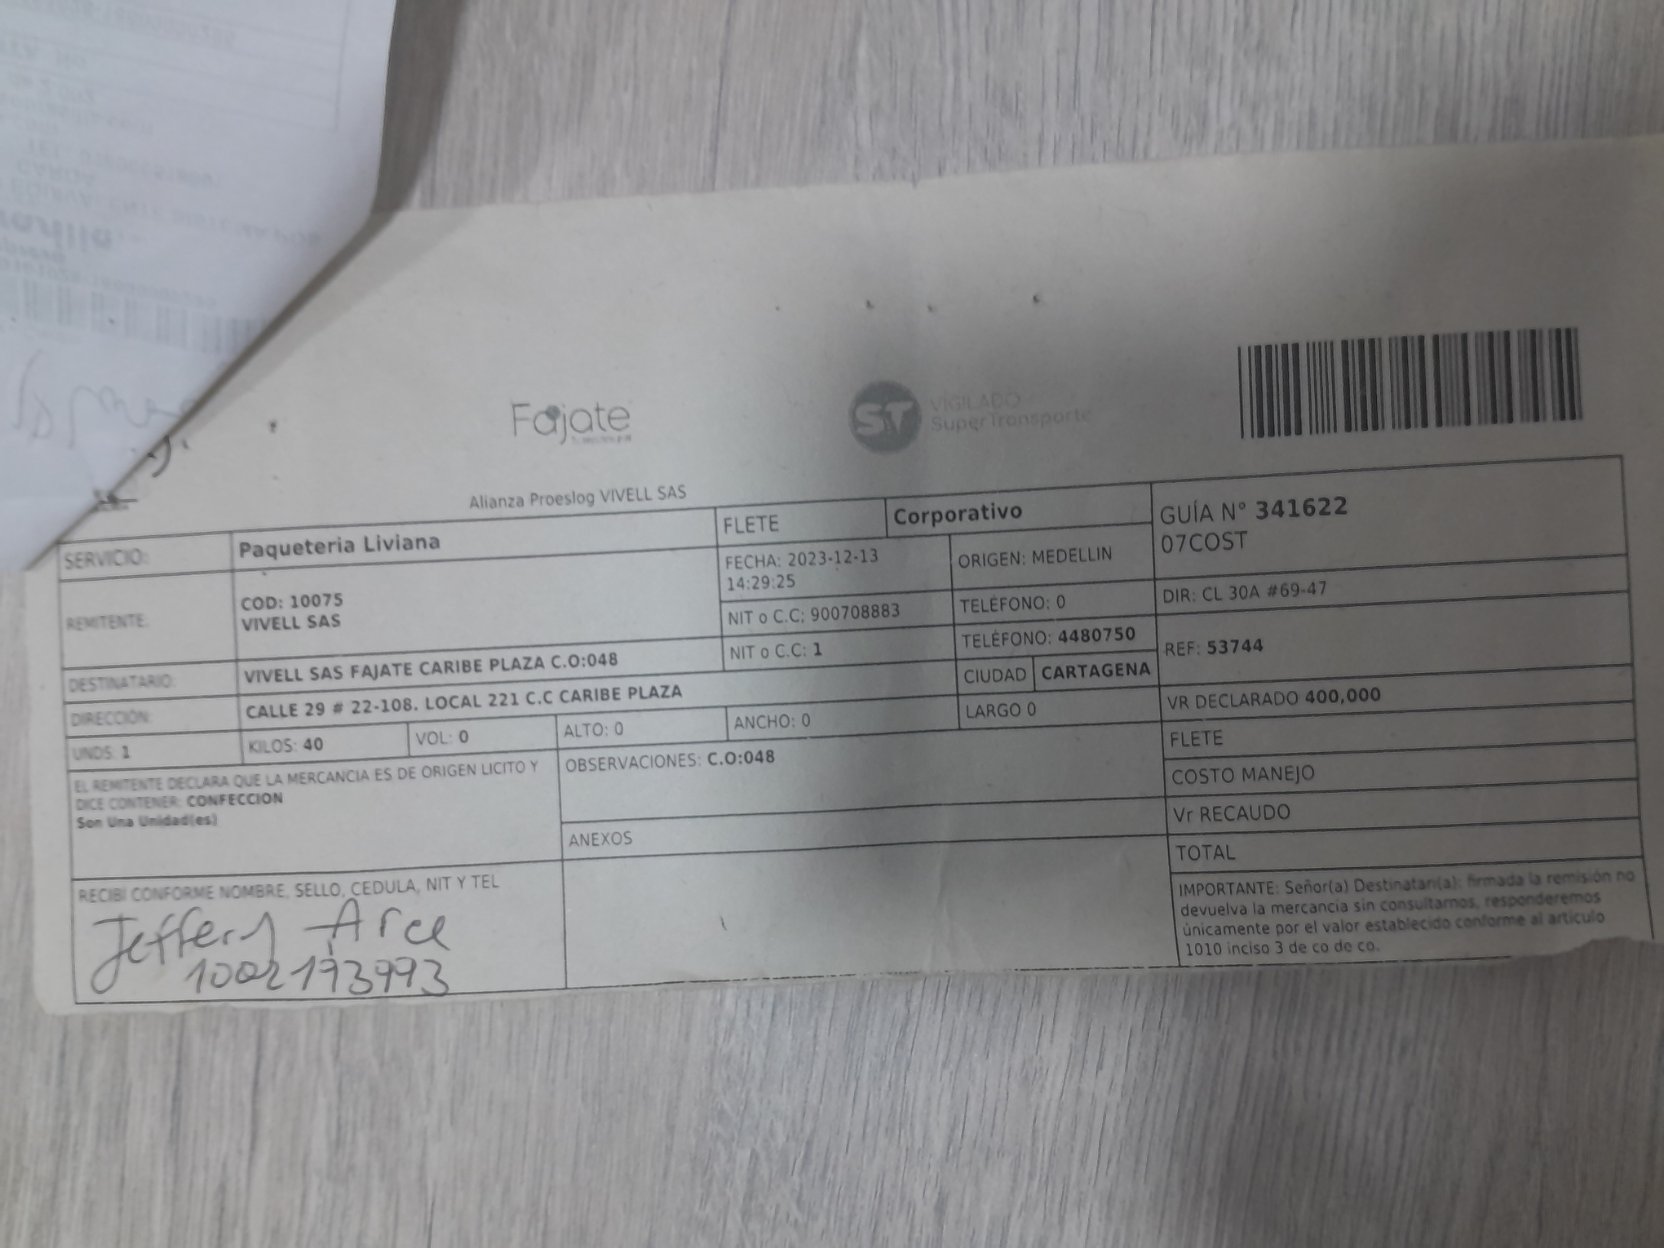 Fajate
ST
VIGILADO
SuperTransporte
Alianza Proeslog VIVELL SAS
SERVICIO: Paqueteria Liviana
FLETE Corporativo
GUÍA N° 341622
07COST
REMITENTE:
COD: 10075
VIVELL SAS
FECHA: 2023-12-13
14:29:25
ORIGEN: MEDELLIN
DIR: CL 30A #69-47
NIT o C.C: 900708883
TELÉFONO: 0
DESTINATARIO: VIVELL SAS FAJATE CARIBE PLAZA C.O:048
NIT o C.C: 1
TELÉFONO: 4480750
REF: 53744
DIRECCIÓN: CALLE 29 # 22-108. LOCAL 221 C.C CARIBE PLAZA
CIUDAD CARTAGENA
UNDS: 1 KILOS: 40 VOL: 0 ALTO: 0 ANCHO: 0 LARGO 0
VR DECLARADO 400,000
EL REMITENTE DECLARA QUE LA MERCANCIA ES DE ORIGEN LICITO Y
DICE CONTENER: CONFECCION
Son Una Unidad(es)
OBSERVACIONES: C.O:048
FLETE
COSTO MANEJO
Vr RECAUDO
ANEXOS
TOTAL
RECIBÍ CONFORME NOMBRE, SELLO, CEDULA, NIT Y TEL
Jeffery Arce
1002193993
IMPORTANTE: Señor(a) Destinatari(a): firmada la remisión no
devuelva la mercancia sin consultarnos, responderemos
únicamente por el valor establecido conforme al articulo
1010 inciso 3 de co de co.